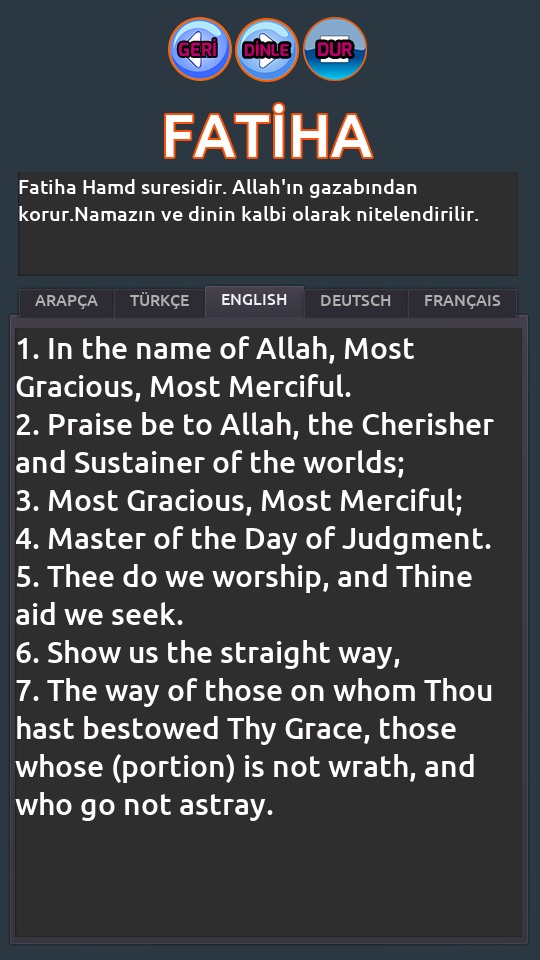 GERİ DİNLE DUR
FATİHA
Fatiha Hamd suresidir. Allah'ın gazabından
korur.Namazın ve dinin kalbi olarak nitelendirilir.
ARAPÇA TÜRKÇE ENGLISH DEUTSCH FRANÇAIS
1. In the name of Allah, Most
Gracious, Most Merciful.
2. Praise be to Allah, the Cherisher
and Sustainer of the worlds;
3. Most Gracious, Most Merciful;
4. Master of the Day of Judgment.
5. Thee do we worship, and Thine
aid we seek.
6. Show us the straight way,
7. The way of those on whom Thou
hast bestowed Thy Grace, those
whose (portion) is not wrath, and
who go not astray.